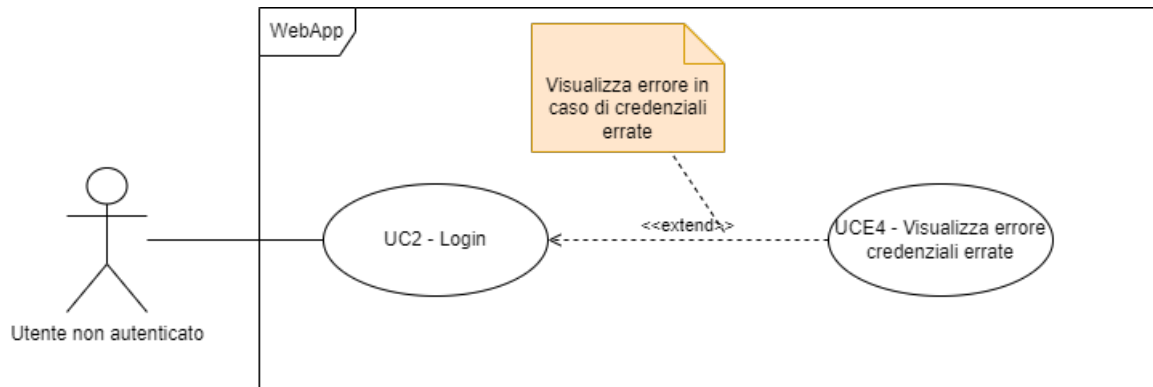 WebApp
Visualizza errore in
caso di credenziali
errate
UC2 - Login
<<extend>>
UCE4 - Visualizza errore
credenziali errate
Utente non autenticato